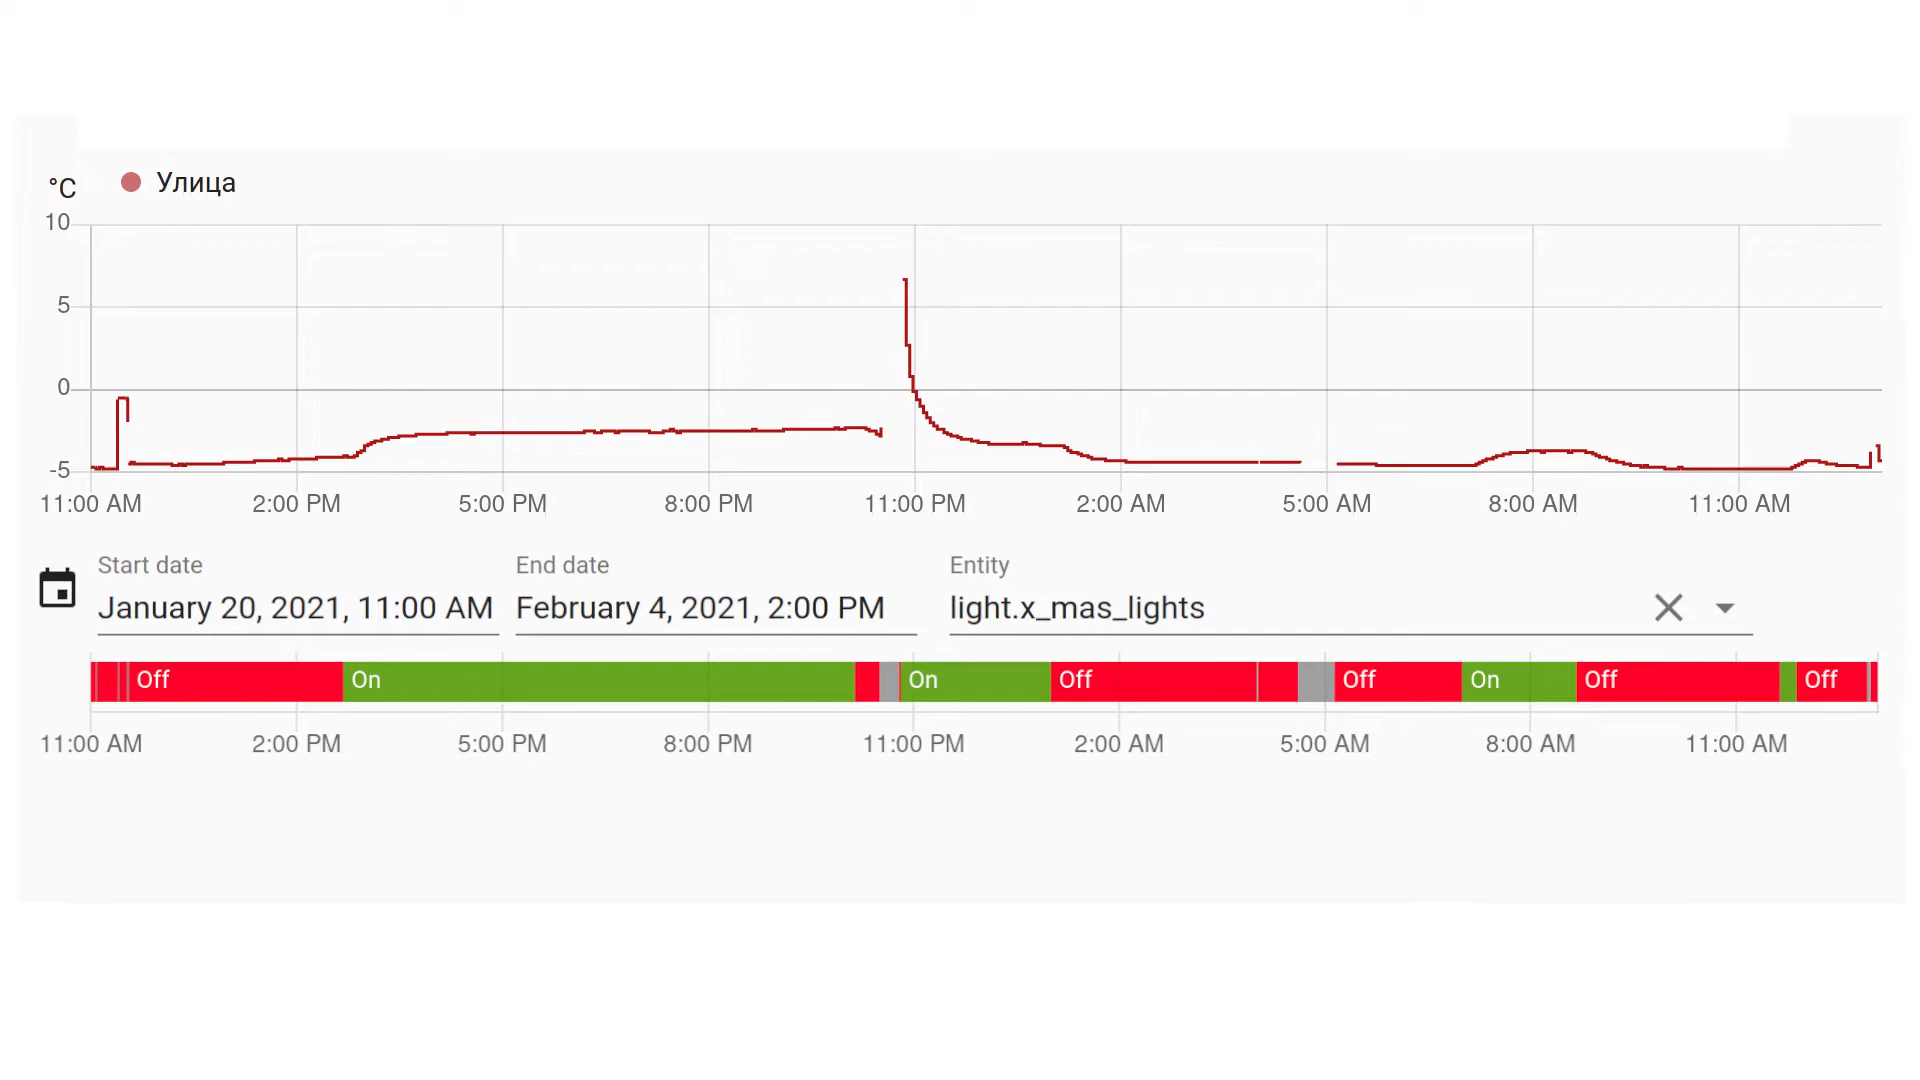 °C Улица
10
5
0
-5
11:00 AM 2:00 PM 5:00 PM 8:00 PM 11:00 PM 2:00 AM 5:00 AM 8:00 AM 11:00 AM
Start date End date Entity
January 20, 2021, 11:00 AM February 4, 2021, 2:00 PM light.x_mas_lights
Off On On Off Off On Off Off
11:00 AM 2:00 PM 5:00 PM 8:00 PM 11:00 PM 2:00 AM 5:00 AM 8:00 AM 11:00 AM